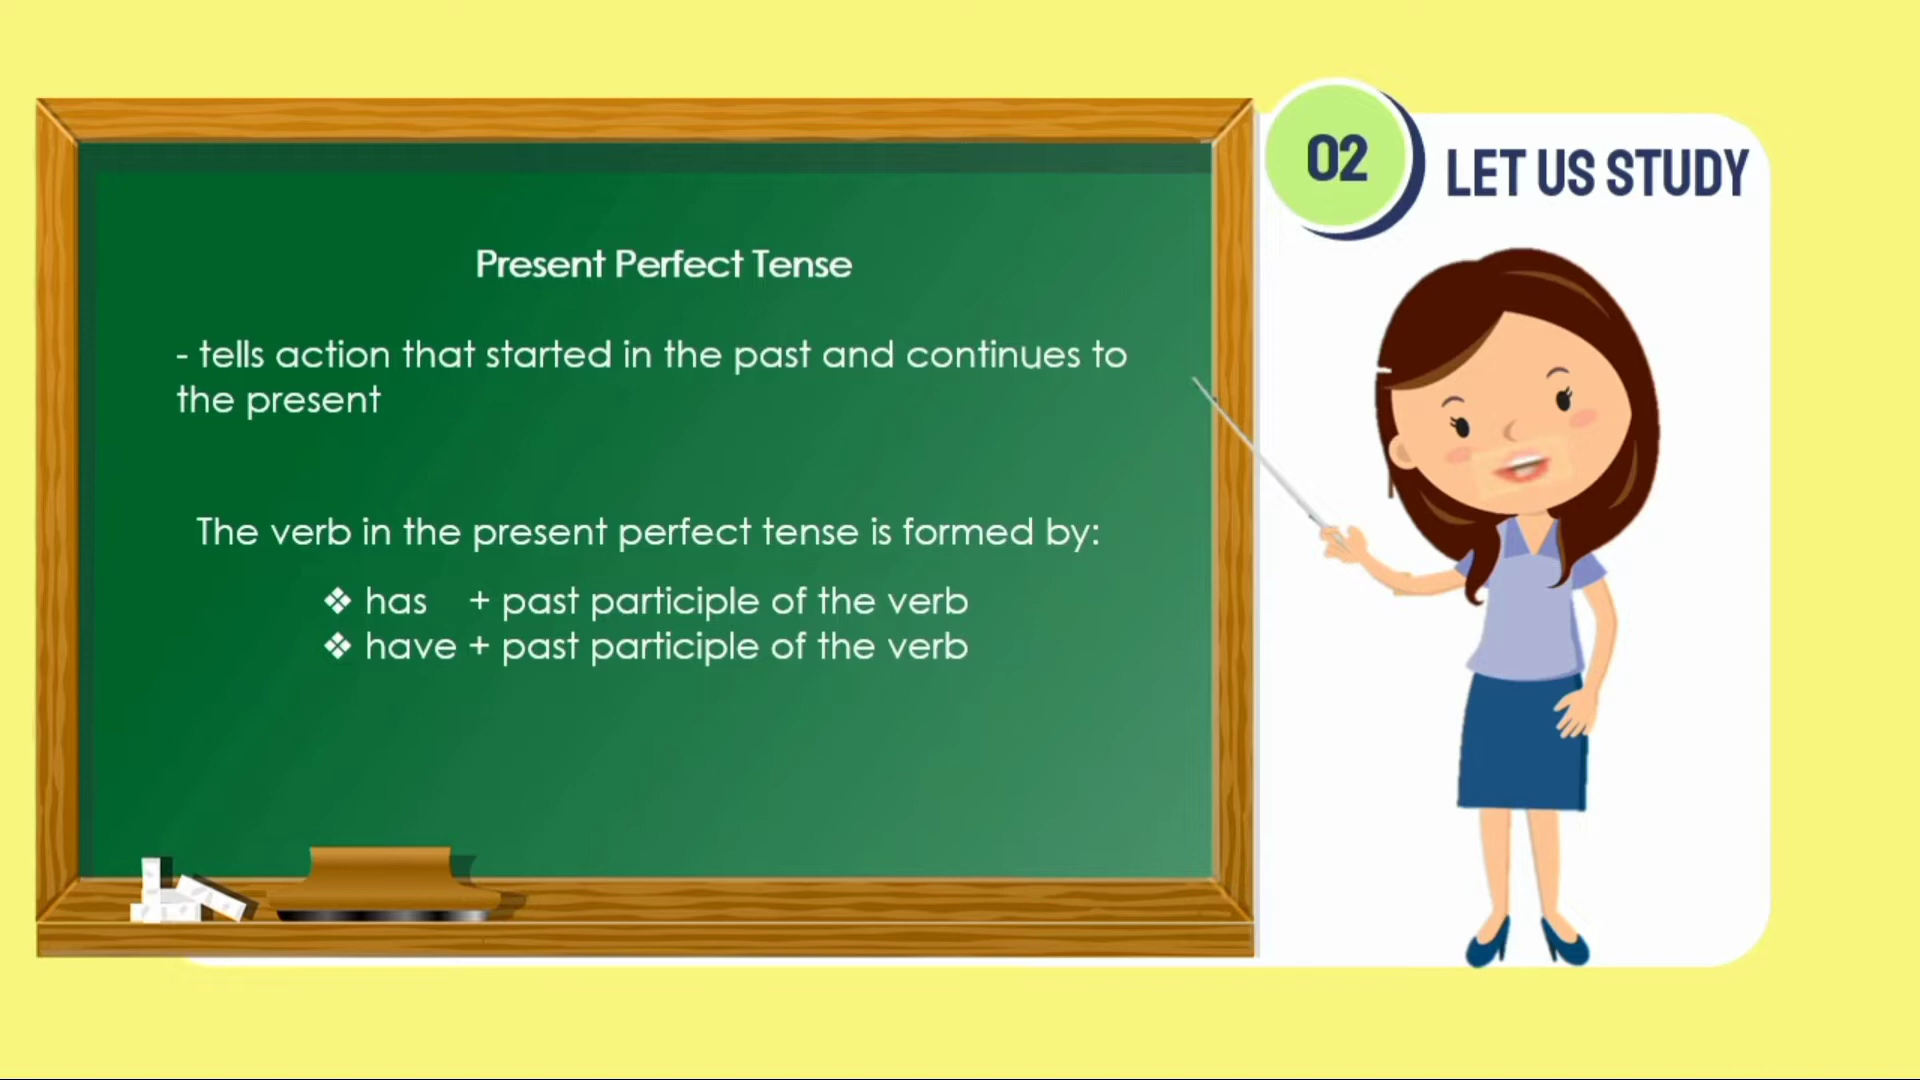 02
LET US STUDY
Present Perfect Tense
- tells action that started in the past and continues to
the present
The verb in the present perfect tense is formed by:
❖ has + past participle of the verb
❖ have + past participle of the verb